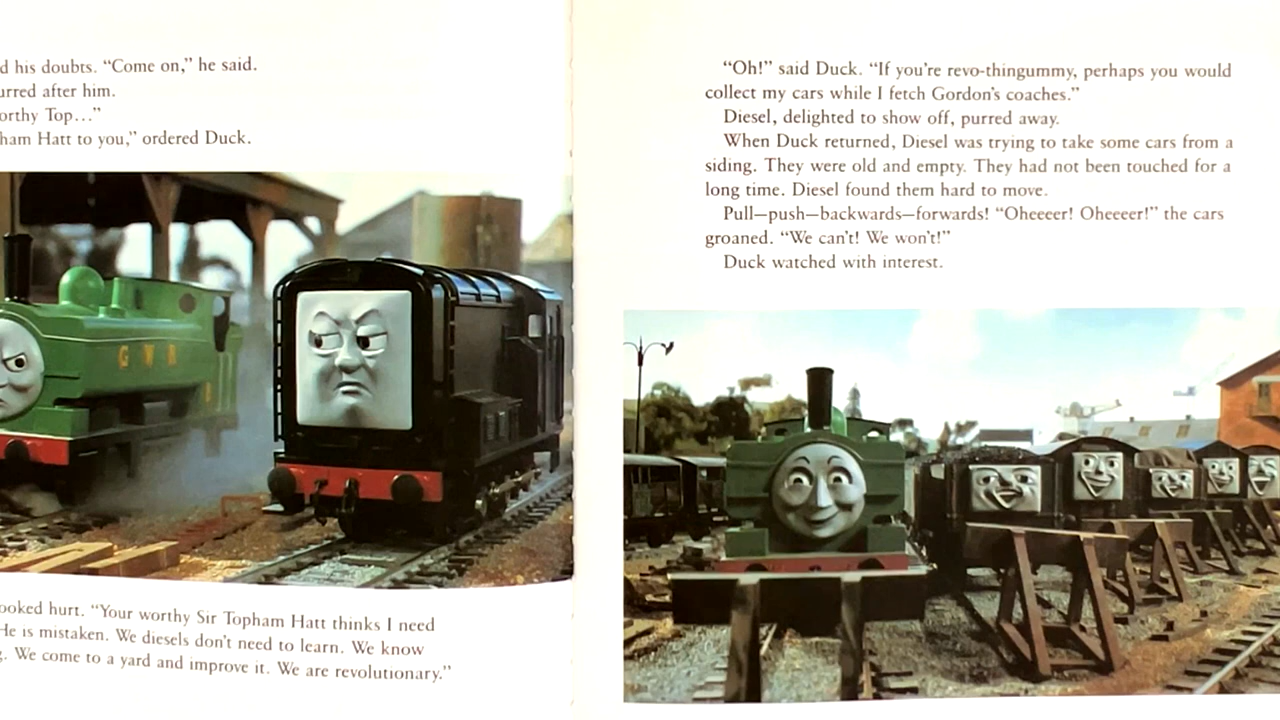 d his doubts. “Come on,” he said.
urred after him.
orthy Top…”
ham Hatt to you,” ordered Duck.
G W R
ooked hurt. “Your worthy Sir Topham Hatt thinks I need
He is mistaken. We diesels don’t need to learn. We know
g. We come to a yard and improve it. We are revolutionary.”
“Oh!” said Duck. “If you’re revo-thingummy, perhaps you would
collect my cars while I fetch Gordon’s coaches.”
Diesel, delighted to show off, purred away.
When Duck returned, Diesel was trying to take some cars from a
siding. They were old and empty. They had not been touched for a
long time. Diesel found them hard to move.
Pull—push—backwards—forwards! “Oheeeer! Oheeeer!” the cars
groaned. “We can’t! We won’t!”
Duck watched with interest.